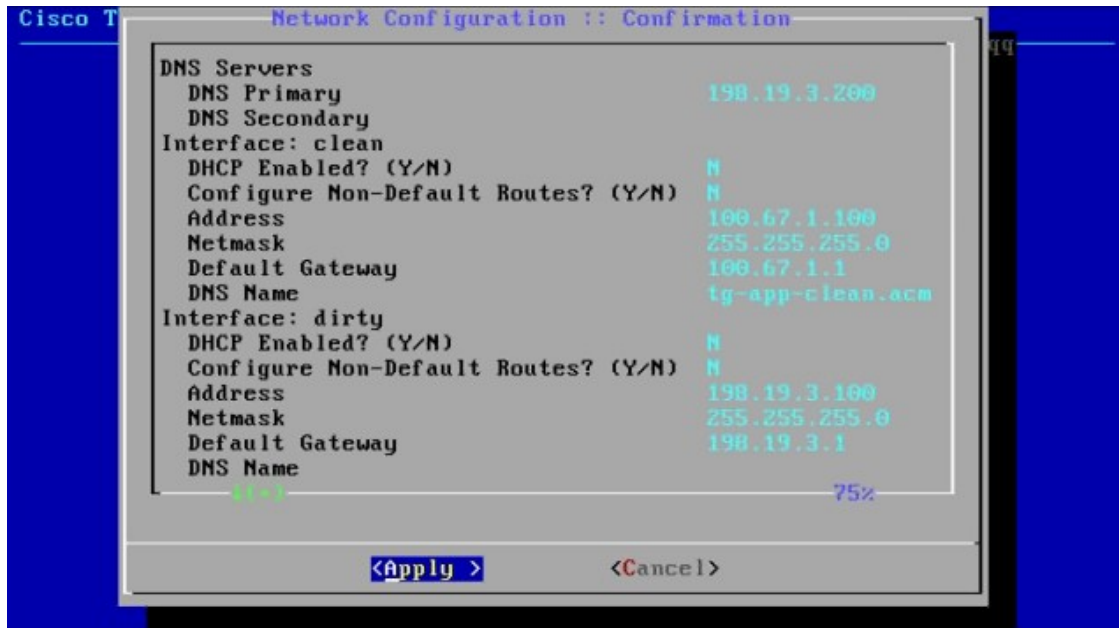 Cisco T
Network Configuration :: Confirmation
qq
DNS Servers
DNS Primary 198.19.3.200
DNS Secondary
Interface: clean
DHCP Enabled? (Y/N) N
Configure Non-Default Routes? (Y/N) N
Address 100.67.1.100
Netmask 255.255.255.0
Default Gateway 100.67.1.1
DNS Name tg-app-clean.acm
Interface: dirty
DHCP Enabled? (Y/N) N
Configure Non-Default Routes? (Y/N) N
Address 198.19.3.100
Netmask 255.255.255.0
Default Gateway 198.19.3.1
DNS Name
↓(+) 75%
<Apply > <Cancel>